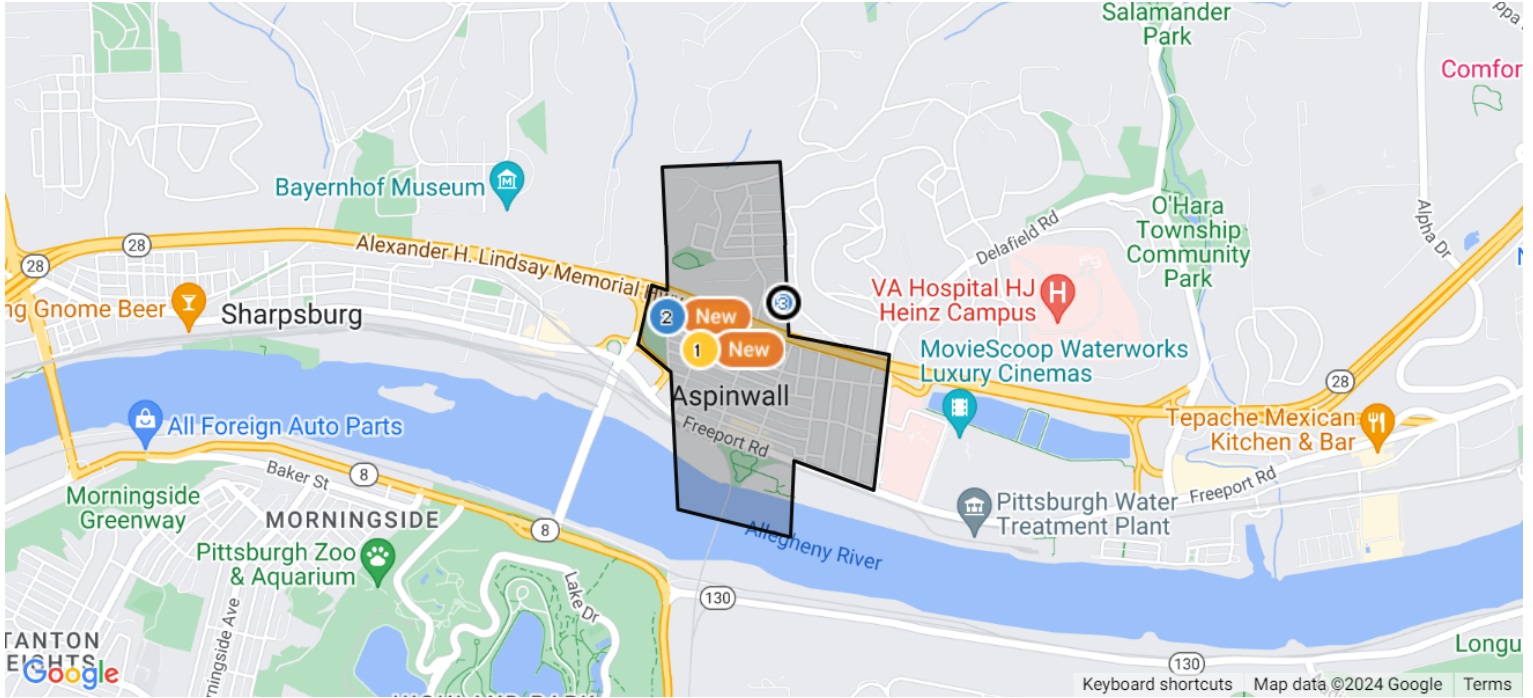 Salamander
Park
Comfor
Bayernhof Museum
O'Hara
Township
Community
Park
Alpha Dr
Delafield Rd
28
28
Alexander H. Lindsay Memorial
VA Hospital HJ
Heinz Campus
ng Gnome Beer
Sharpsburg
2
New
3
1
New
MovieScoop Waterworks
Luxury Cinemas
28
Aspinwall
Freeport Rd
Tepache Mexican
Kitchen & Bar
All Foreign Auto Parts
Baker St
8
Freeport Rd
Morningside
Greenway
MORNINGSIDE
8
Pittsburgh Water
Treatment Plant
Allegheny River
Pittsburgh Zoo
& Aquarium
Lake Dr
130
TANTON
EIGHTS
Google
rningside Ave
130
Longu
Keyboard shortcuts
Map data ©2024 Google
Terms